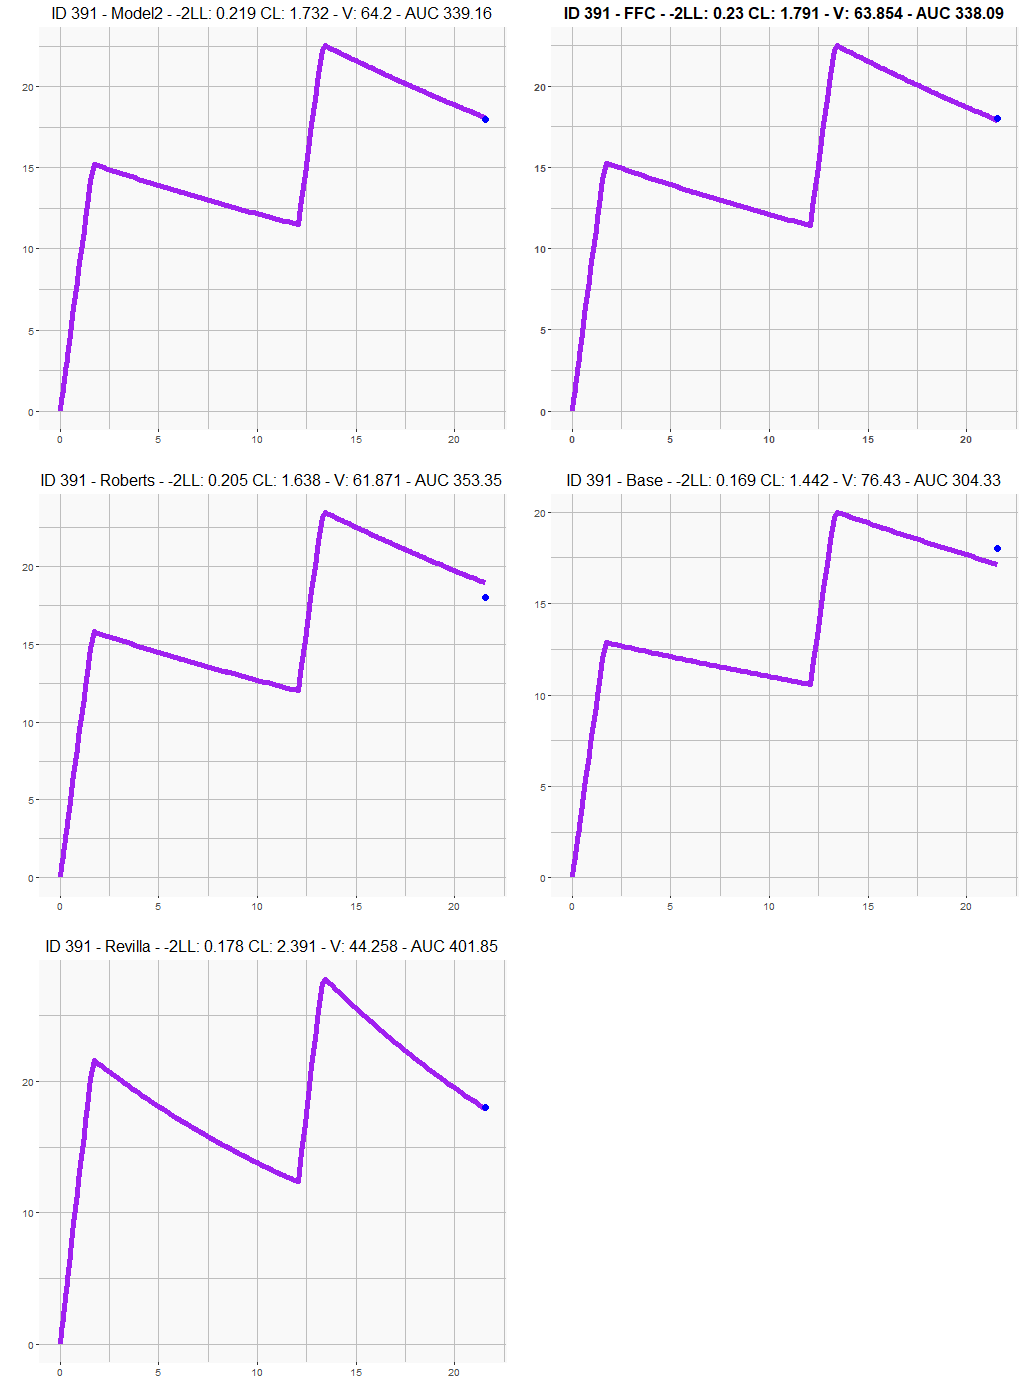 ID 391 - Model2 - -2LL: 0.219 CL: 1.732 - V: 64.2 - AUC 339.16
20
15
10
5
0
0 5 10 15 20
ID 391 - FFC - -2LL: 0.23 CL: 1.791 - V: 63.854 - AUC 338.09
20
15
10
5
0
0 5 10 15 20
ID 391 - Roberts - -2LL: 0.205 CL: 1.638 - V: 61.871 - AUC 353.35
20
15
10
5
0
0 5 10 15 20
ID 391 - Base - -2LL: 0.169 CL: 1.442 - V: 76.43 - AUC 304.33
20
15
10
5
0
0 5 10 15 20
ID 391 - Revilla - -2LL: 0.178 CL: 2.391 - V: 44.258 - AUC 401.85
20
10
0
0 5 10 15 20